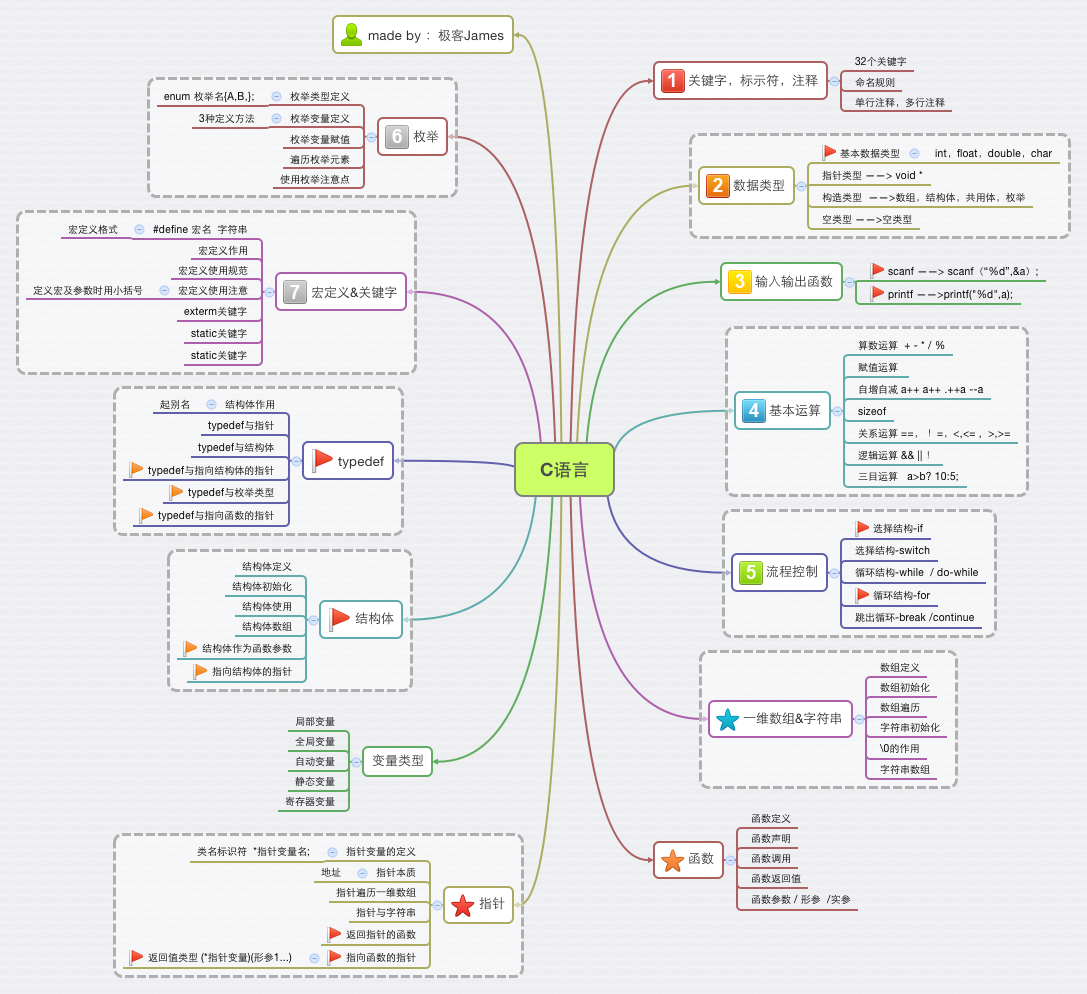 made by ： 极客James
C语言
1 关键字，标示符，注释
32个关键字
命名规则
单行注释，多行注释
2 数据类型
基本数据类型 int，float，double，char
指针类型 ——> void *
构造类型 ——>数组，结构体，共用体，枚举
空类型 ——>空类型
3 输入输出函数
scanf ——> scanf（"%d",&a）;
printf ——>printf("%d",a);
4 基本运算
算数运算 + - * / %
赋值运算
自增自减 a++ a++ .++a --a
sizeof
关系运算 ==，！=，<,<= ，>,>=
逻辑运算 && || !
三目运算 a>b? 10:5;
5 流程控制
选择结构-if
选择结构-switch
循环结构-while / do-while
循环结构-for
跳出循环-break /continue
一维数组&字符串
数组定义
数组初始化
数组遍历
字符串初始化
\0的作用
字符串数组
函数
函数定义
函数声明
函数调用
函数返回值
函数参数 / 形参 /实参
6 枚举
enum 枚举名{A,B,}; 枚举类型定义
3种定义方法 枚举变量定义
枚举变量赋值
遍历枚举元素
使用枚举注意点
7 宏定义&关键字
宏定义格式 #define 宏名 字符串
宏定义作用
宏定义使用规范
定义宏及参数时用小括号 宏定义使用注意
exterm关键字
static关键字
static关键字
typedef
起别名 结构体作用
typedef与指针
typedef与结构体
typedef与指向结构体的指针
typedef与枚举类型
typedef与指向函数的指针
结构体
结构体定义
结构体初始化
结构体使用
结构体数组
结构体作为函数参数
指向结构体的指针
变量类型
局部变量
全局变量
自动变量
静态变量
寄存器变量
指针
类名标识符 *指针变量名; 指针变量的定义
地址 指针本质
指针遍历一维数组
指针与字符串
返回指针的函数
返回值类型 (*指针变量)(形参1...) 指向函数的指针